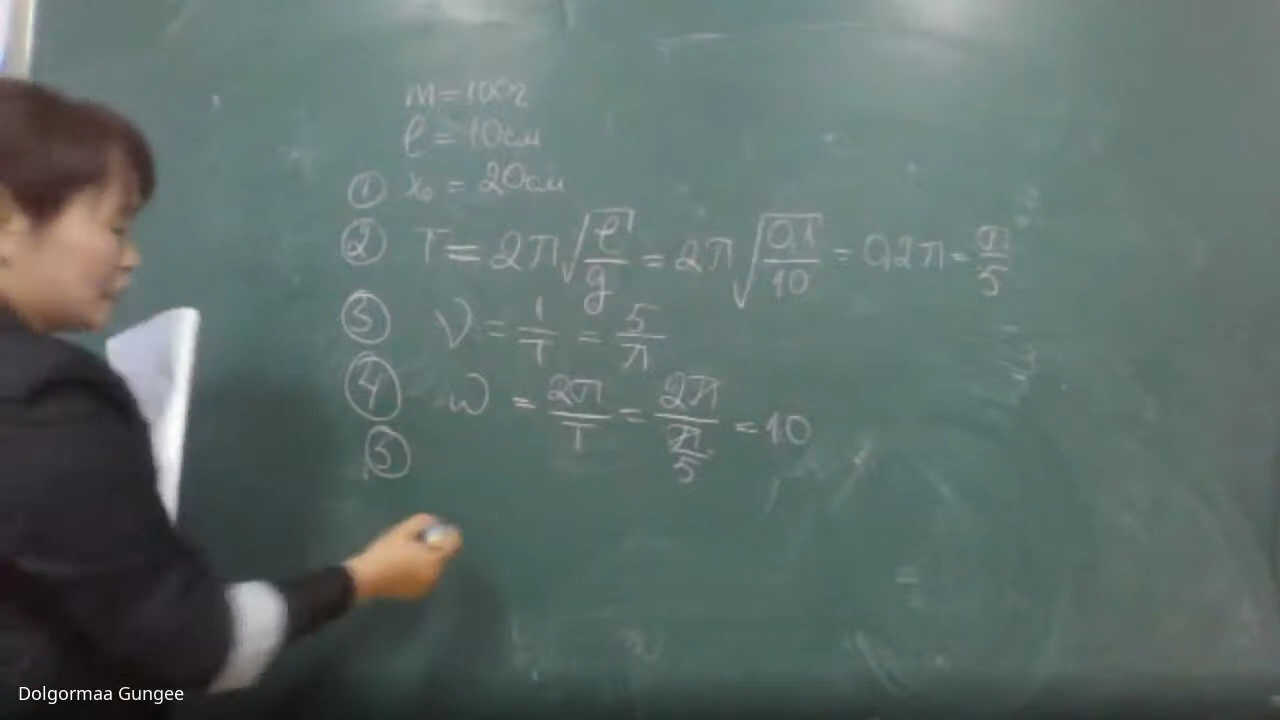 m = 100г
l = 10см
① x₀ = 20см
② T = 2π√(l/g) = 2π√(0,1/10) = 0,2π = π/5
③ ν = 1/T = 5/π
④ ω = 2π/T = 2π/(π/5) = 10
⑤
Dolgormaa Gungee